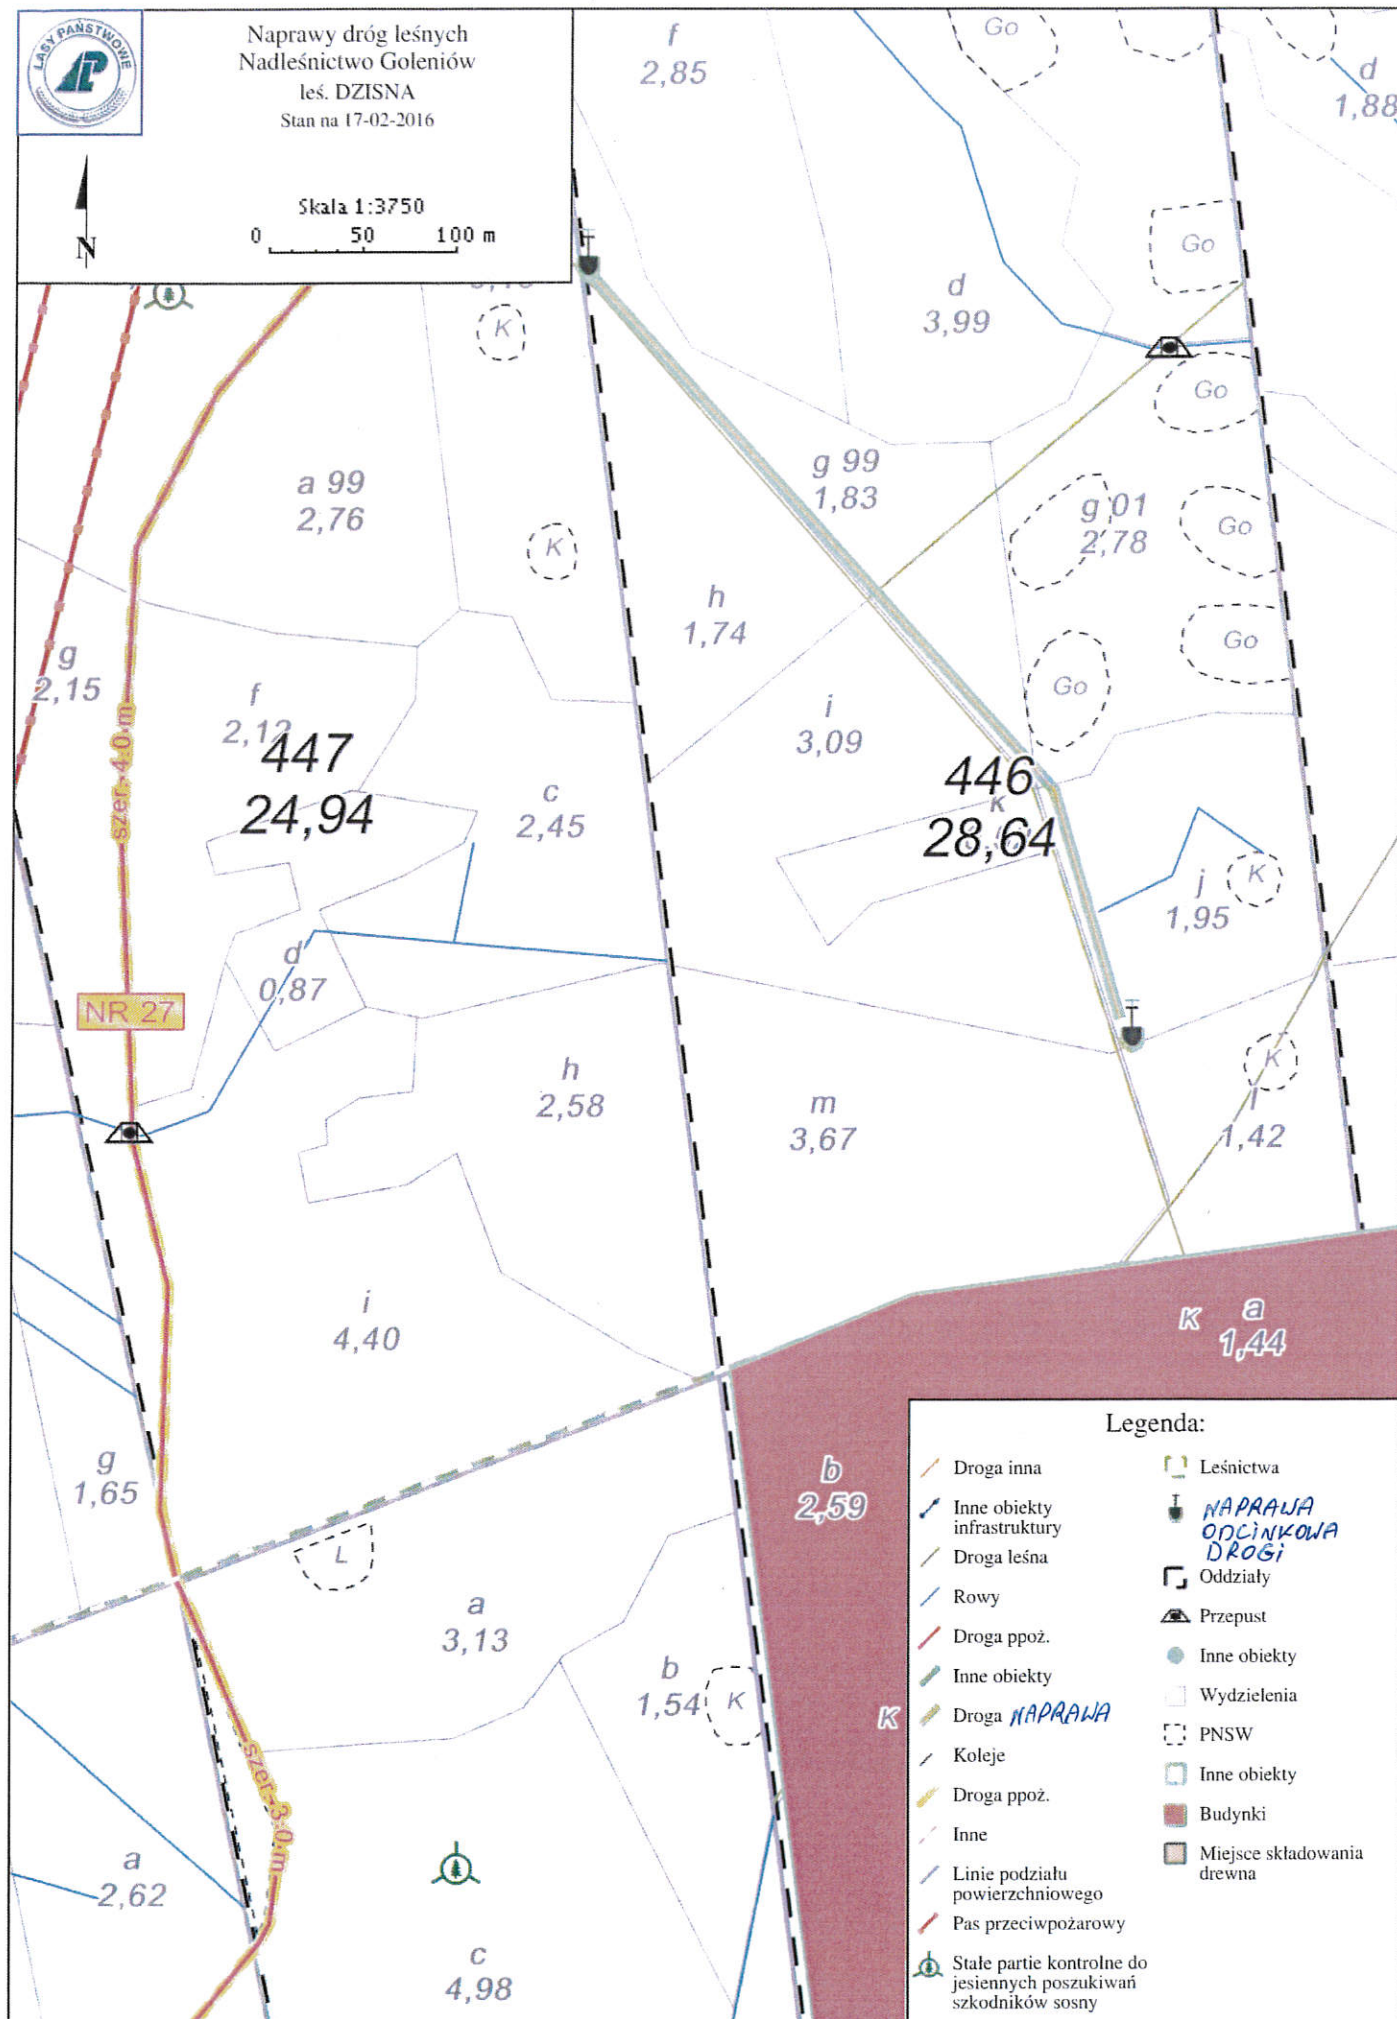 LASY PAŃSTWOWE
Naprawy dróg leśnych
Nadleśnictwo Goleniów
leś. DZISNA
Stan na 17-02-2016
Skala 1:3750
0 50 100 m
N
f
2,85
Go
d
1,88
Go
d
3,99
K
Go
a 99
2,76
g 99
1,83
g 01
2,78
Go
K
h
1,74
Go
g
2,15
f
2,12
i
3,09
Go
szer. 4.0 m
447
24,94
c
2,45
446
k
28,64
j
1,95
K
d
0,87
NR 27
h
2,58
m
3,67
K
l
1,42
i
4,40
K
a
1,44
g
1,65
b
2,59
L
a
3,13
b
1,54
K
K
szer. 3.0 m
a
2,62
c
4,98
Legenda:
Droga inna
Inne obiekty
infrastruktury
Droga leśna
Rowy
Droga ppoż.
Inne obiekty
Droga NAPRAWA
Koleje
Droga ppoż.
Inne
Linie podziału
powierzchniowego
Pas przeciwpożarowy
Stałe partie kontrolne do
jesiennych poszukiwań
szkodników sosny
Leśnictwa
NAPRAWA
ODCINKOWA
DROGI
Oddziały
Przepust
Inne obiekty
Wydzielenia
PNSW
Inne obiekty
Budynki
Miejsce składowania
drewna